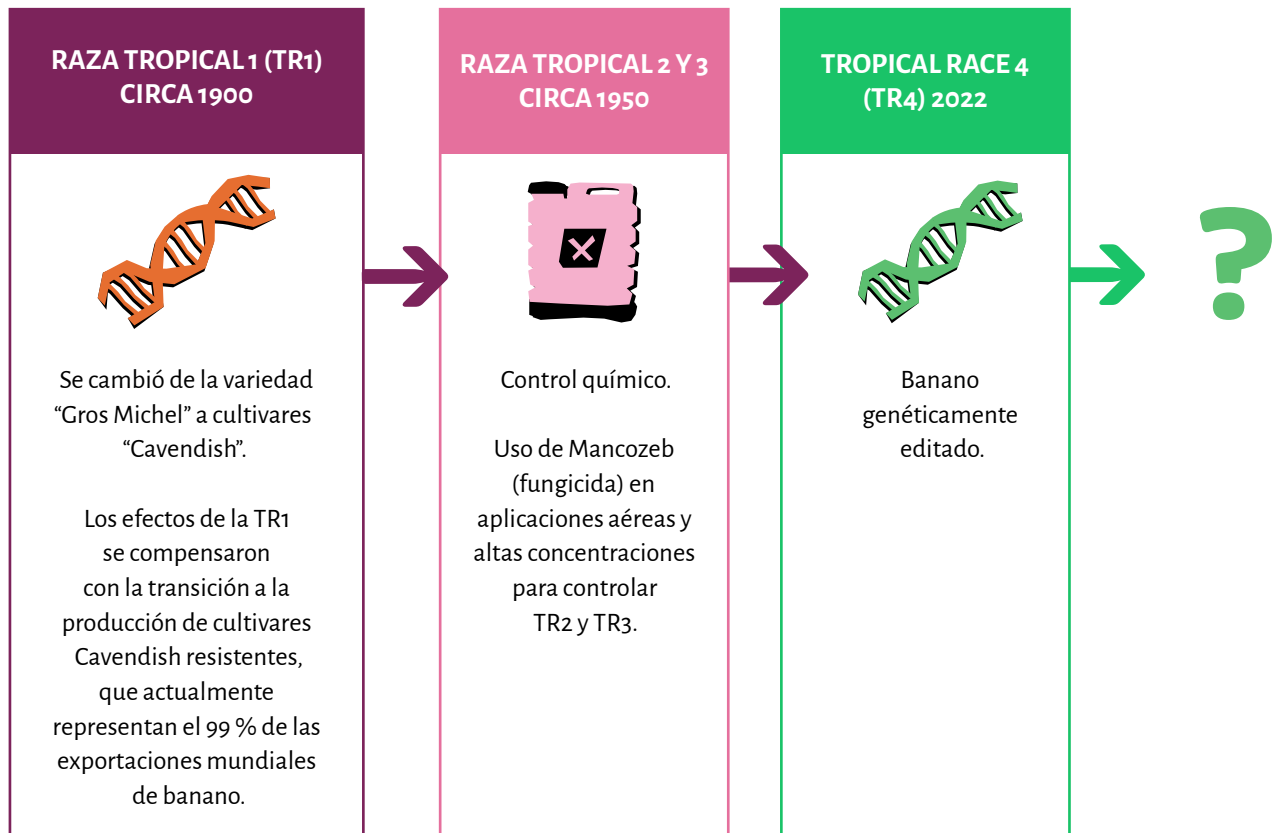 RAZA TROPICAL 1 (TR1)
CIRCA 1900
Se cambió de la variedad
“Gros Michel” a cultivares
“Cavendish”.
Los efectos de la TR1
se compensaron
con la transición a la
producción de cultivares
Cavendish resistentes,
que actualmente
representan el 99 % de las
exportaciones mundiales
de banano.
RAZA TROPICAL 2 Y 3
CIRCA 1950
Control químico.
Uso de Mancozeb
(fungicida) en
aplicaciones aéreas y
altas concentraciones
para controlar
TR2 y TR3.
TROPICAL RACE 4
(TR4) 2022
Banano
genéticamente
editado.
?